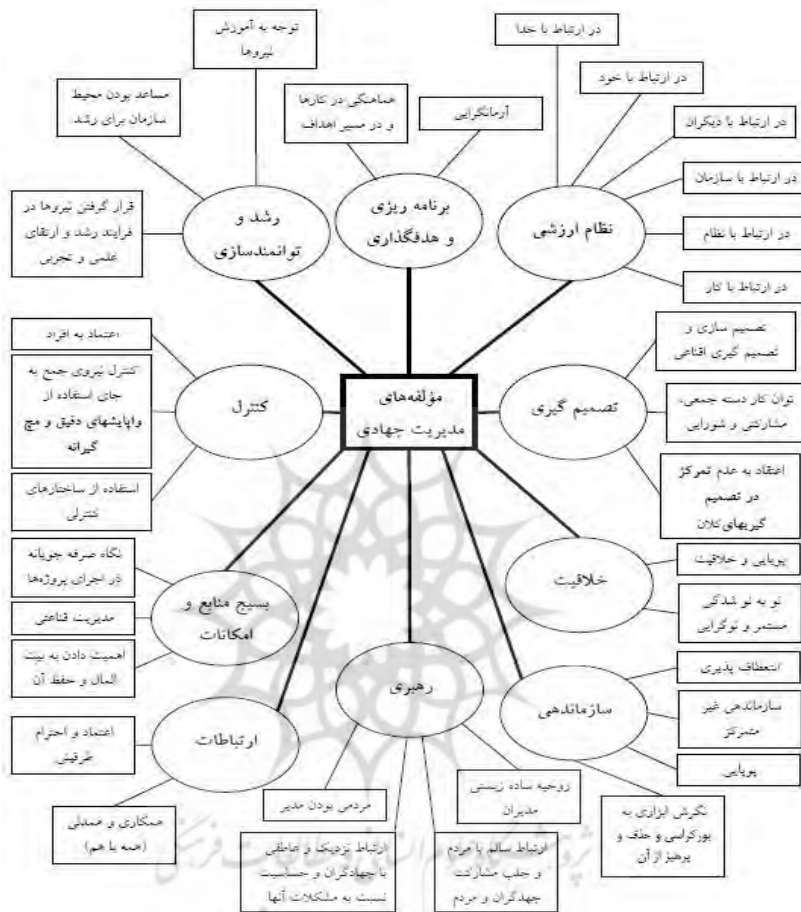 توجه به آموزش
نیروها
در ارتباط با خدا
مساعد بودن محیط
سازمان برای رشد
هماهنگی در کارها
و در مسیر اهداف
آرمانگرایی
در ارتباط با خود
در ارتباط با دیگران
در ارتباط با سازمان
در ارتباط با نظام
در ارتباط با کار
قرار گرفتن نیروها در
فرایند رشد و ارتقای
علمی و تجربی
رشد و
توانمندسازی
برنامه ریزی
و هدفگذاری
نظام ارزشی
اعتماد به افراد
کنترل نیروی جمع به
جای استفاده از
واپایشهای دقیق و مچ
گیرانه
استفاده از ساختارهای
کنترلی
کنترل
مؤلفه‌های
مدیریت جهادی
تصمیم گیری
تصمیم سازی و
تصمیم گیری اقناعی
توان کار دسته جمعی،
مشارکتی و شورایی
اعتقاد به عدم تمرکز
در تصمیم
گیریهای کلان
نگاه صرفه جویانه
در اجرای پروژه‌ها
مدیریت قناعتی
اهمیت دادن به بیت
المال و حفظ آن
بسیج منابع و
امکانات
خلاقیت
پویایی و خلاقیت
نو به نو شدگی
مستمر و نوگرایی
رهبری
سازماندهی
انعطاف پذیری
سازماندهی غیر
متمرکز
پویایی
نگرش ابزاری به
بورکراسی و حذف و
پرهیز از آن
ارتباطات
اعتماد و احترام
طرفینی
همکاری و همدلی
(همه با هم)
مردمی بودن مدیر
روحیه ساده زیستی
مدیران
ارتباط نزدیک و عاطفی
با جهادگران و حساسیت
نسبت به مشکلات آنها
ارتباط سالم با مردم
و جلب مشارکت
جهدگران و مردم
پژوهشگاه علوم انسانی و مطالعات فرهنگی